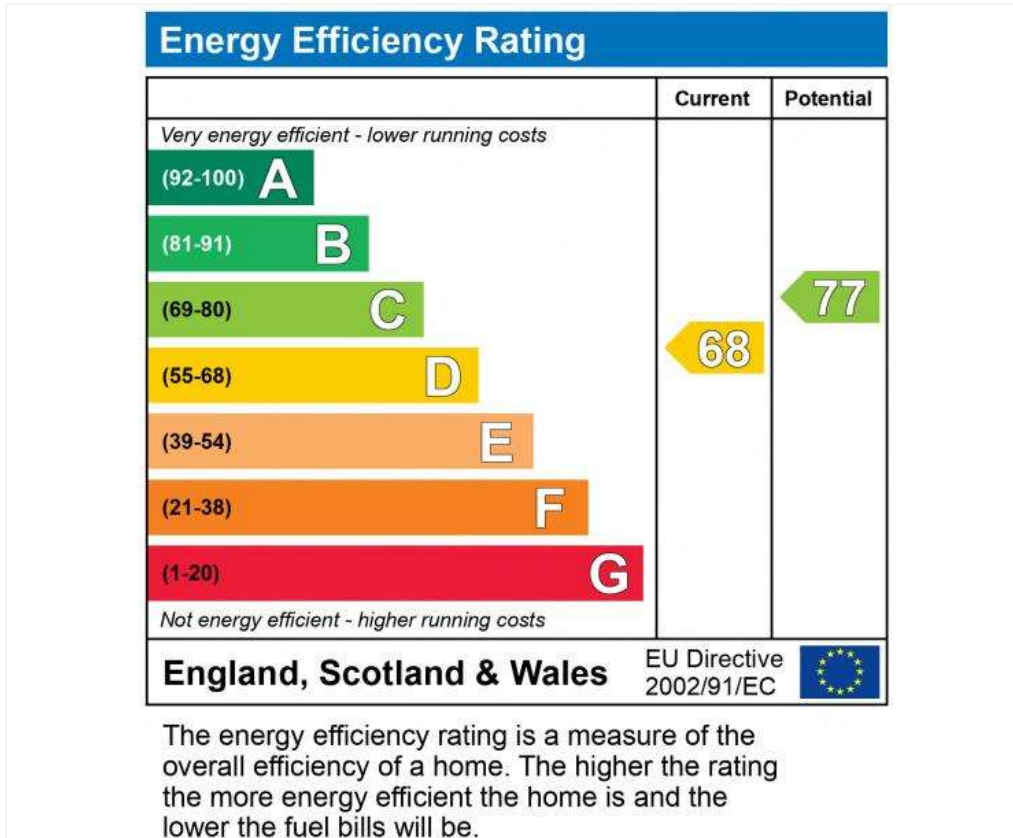 Energy Efficiency Rating
Current Potential
Very energy efficient - lower running costs
(92-100) A
(81-91) B
(69-80) C
77
(55-68) D
68
(39-54) E
(21-38) F
(1-20) G
Not energy efficient - higher running costs
England, Scotland & Wales
EU Directive
2002/91/EC
The energy efficiency rating is a measure of the
overall efficiency of a home. The higher the rating
the more energy efficient the home is and the
lower the fuel bills will be.